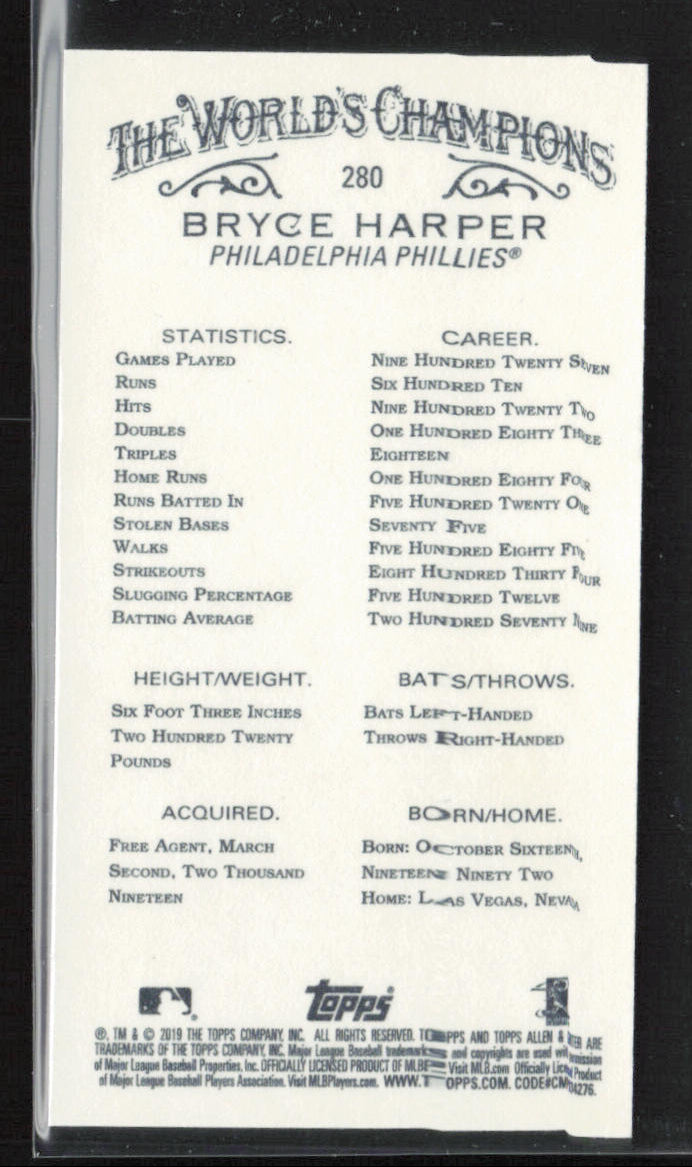 THE WORLD'S CHAMPIONS
280
BRYCE HARPER
PHILADELPHIA PHILLIES®
STATISTICS. CAREER.
GAMES PLAYED NINE HUNDRED TWENTY SEVEN
RUNS SIX HUNDRED TEN
HITS NINE HUNDRED TWENTY TWO
DOUBLES ONE HUNDRED EIGHTY THREE
TRIPLES EIGHTEEN
HOME RUNS ONE HUNDRED EIGHTY FOUR
RUNS BATTED IN FIVE HUNDRED TWENTY ONE
STOLEN BASES SEVENTY FIVE
WALKS FIVE HUNDRED EIGHTY FIVE
STRIKEOUTS EIGHT HUNDRED THIRTY FOUR
SLUGGING PERCENTAGE FIVE HUNDRED TWELVE
BATTING AVERAGE TWO HUNDRED SEVENTY NINE
HEIGHT/WEIGHT.
SIX FOOT THREE INCHES
TWO HUNDRED TWENTY
POUNDS
BATS/THROWS.
BATS LEFT-HANDED
THROWS RIGHT-HANDED
ACQUIRED.
FREE AGENT, MARCH
SECOND, TWO THOUSAND
NINETEEN
BORN/HOME.
BORN: OCTOBER SIXTEENTH,
NINETEEN NINETY TWO
HOME: LAS VEGAS, NEVADA
Topps
®, TM & © 2019 THE TOPPS COMPANY, INC. ALL RIGHTS RESERVED. TOPPS AND TOPPS ALLEN & GINTER ARE
TRADEMARKS OF THE TOPPS COMPANY, INC. Major League Baseball trademarks and copyrights are used with permission
of Major League Baseball Properties, Inc. OFFICIALLY LICENSED PRODUCT OF MLBP Visit MLB.com Officially Licensed Product
of Major League Baseball Players Association. Visit MLBPlayers.com. WWW.TOPPS.COM. CODE#CMP04276.